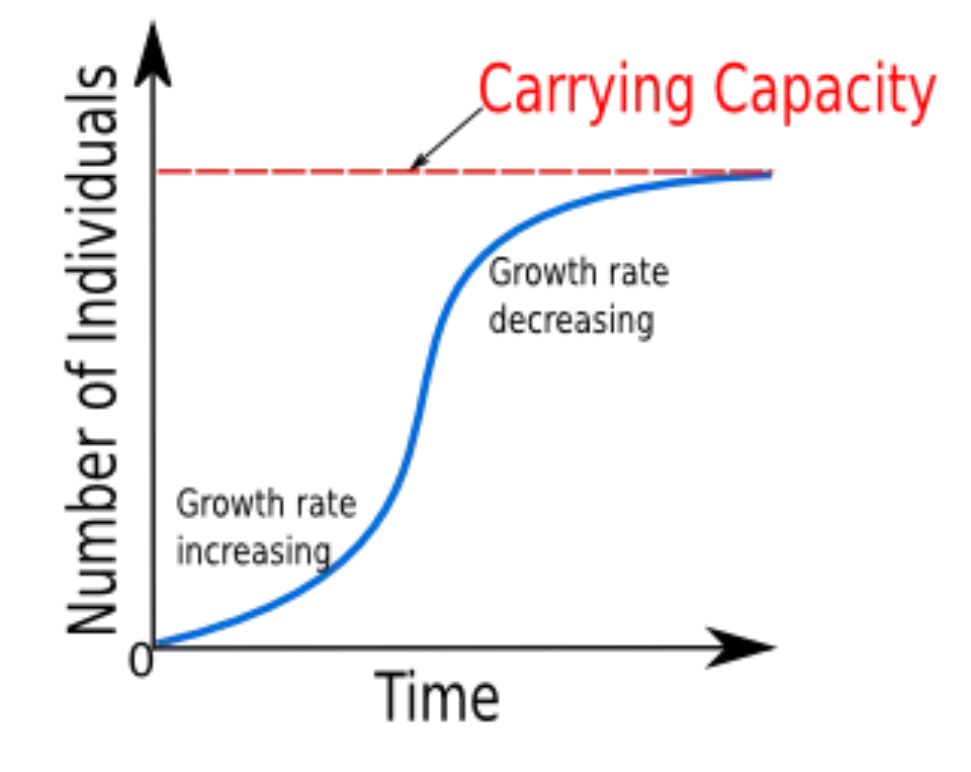 Carrying Capacity
Number of Individuals
Growth rate
decreasing
Growth rate
increasing
0
Time